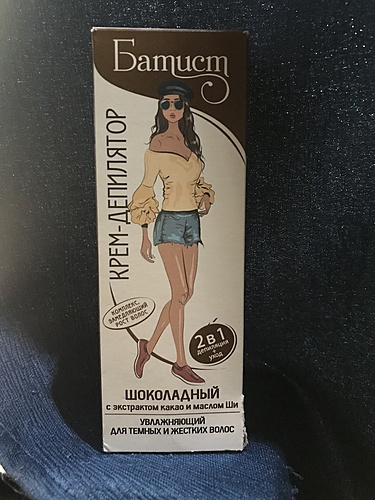 Батист
КРЕМ-ДЕПИЛЯТОР
КОМПЛЕКС,
ЗАМЕДЛЯЮЩИЙ
РОСТ ВОЛОС
2 в 1
депиляция
+
уход
ШОКОЛАДНЫЙ
с экстрактом какао и маслом Ши
УВЛАЖНЯЮЩИЙ
ДЛЯ ТЕМНЫХ И ЖЕСТКИХ ВОЛОС